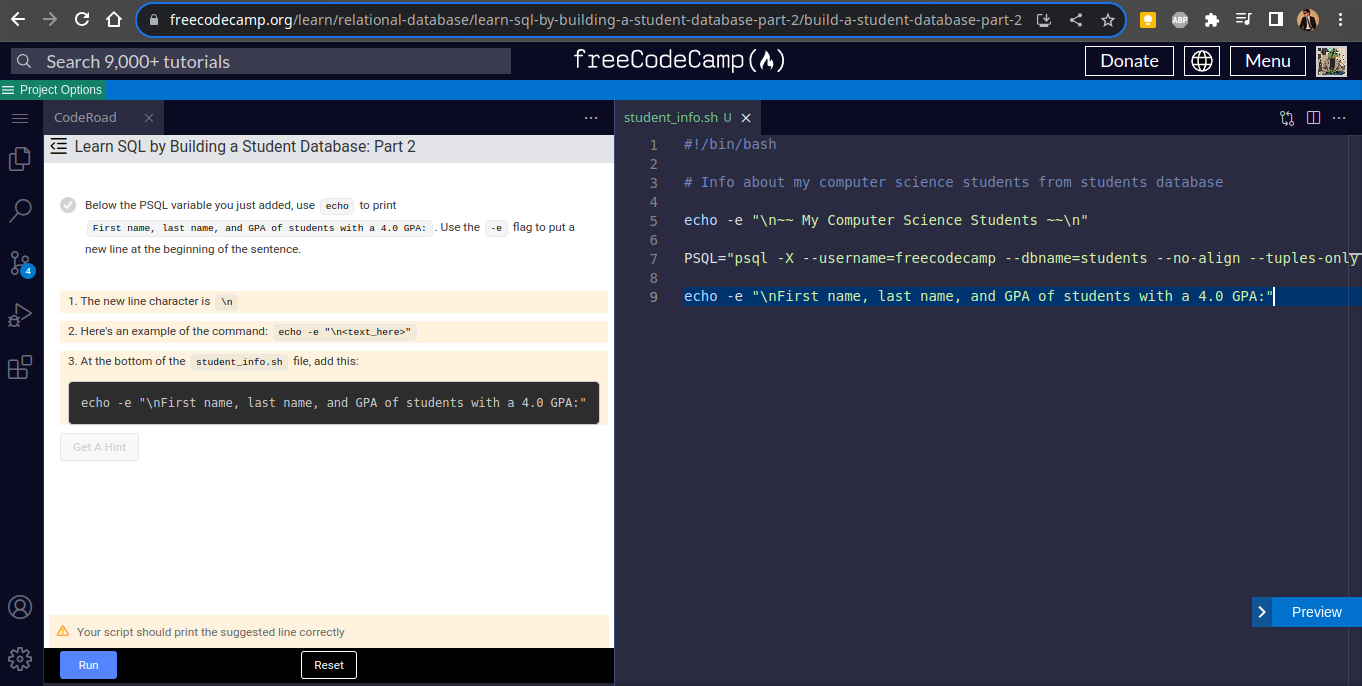 freecodecamp.org/learn/relational-database/learn-sql-by-building-a-student-database-part-2/build-a-student-database-part-2
ABP
Search 9,000+ tutorials
freeCodeCamp
Donate
Menu
Project Options
CodeRoad
student_info.sh U
Learn SQL by Building a Student Database: Part 2
Below the PSQL variable you just added, use echo to print
First name, last name, and GPA of students with a 4.0 GPA: . Use the -e flag to put a
new line at the beginning of the sentence.
1. The new line character is \n
2. Here's an example of the command: echo -e "\n<text_here>"
3. At the bottom of the student_info.sh file, add this:
echo -e "\nFirst name, last name, and GPA of students with a 4.0 GPA:"
Get A Hint
4
Your script should print the suggested line correctly
Run
Reset
1 #!/bin/bash
2
3 # Info about my computer science students from students database
4
5 echo -e "\n~~ My Computer Science Students ~~\n"
6
7 PSQL="psql -X --username=freecodecamp --dbname=students --no-align --tuples-only
8
9 echo -e "\nFirst name, last name, and GPA of students with a 4.0 GPA:"
Preview